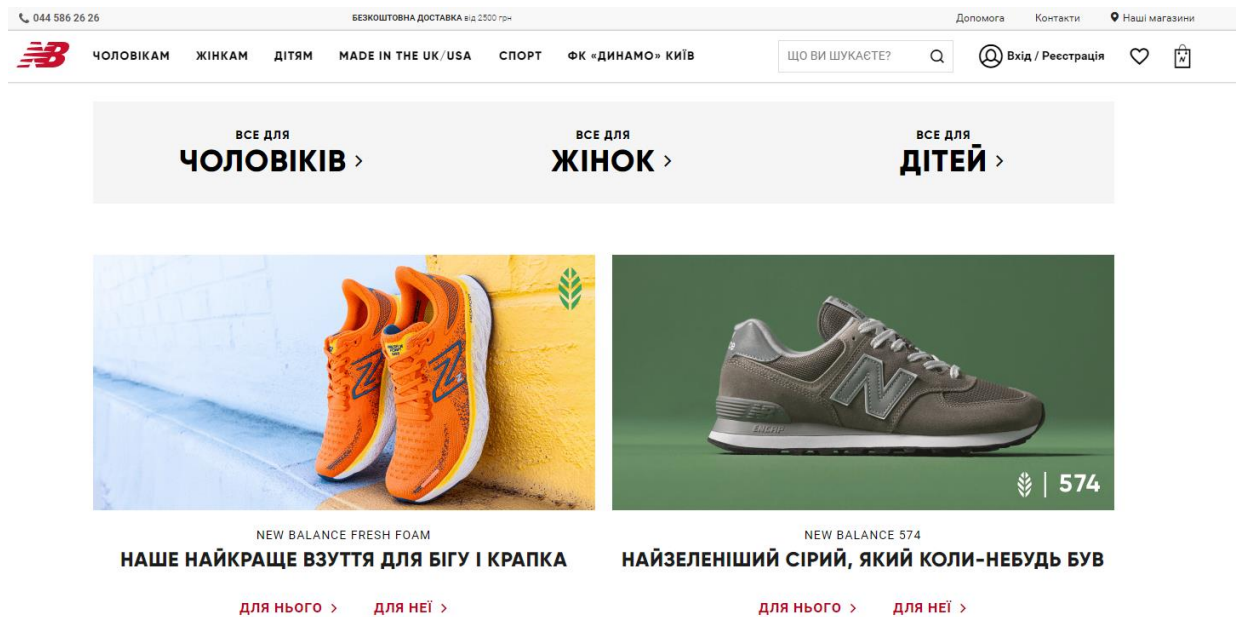 044 586 26 26
БЕЗКОШТОВНА ДОСТАВКА від 2500 грн
Допомога
Контакти
Наші магазини
NB
ЧОЛОВІКАМ
ЖІНКАМ
ДІТЯМ
MADE IN THE UK/USA
СПОРТ
ФК «ДИНАМО» КИЇВ
ЩО ВИ ШУКАЄТЕ?
Вхід / Реєстрація
ВСЕ ДЛЯ
ЧОЛОВІКІВ
ВСЕ ДЛЯ
ЖІНОК
ВСЕ ДЛЯ
ДІТЕЙ
N
N
N
ENCAP
574
NEW BALANCE FRESH FOAM
НАШЕ НАЙКРАЩЕ ВЗУТТЯ ДЛЯ БІГУ І КРАПКА
ДЛЯ НЬОГО
ДЛЯ НЕЇ
NEW BALANCE 574
НАЙЗЕЛЕНІШИЙ СІРИЙ, ЯКИЙ КОЛИ-НЕБУДЬ БУВ
ДЛЯ НЬОГО
ДЛЯ НЕЇ